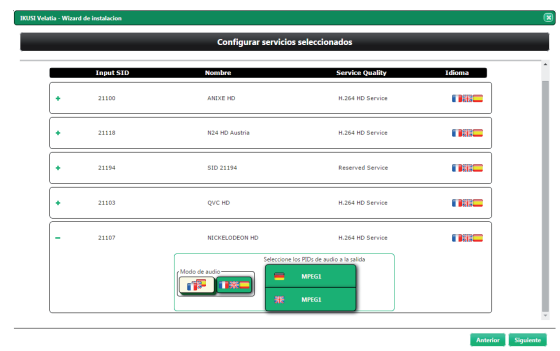 IKUSI Velatia - Wizard de instalacion
Configurar servicios seleccionados
Input SID Nombre Service Quality Idioma
+ 21100 ANIXE HD H.264 HD Service
+ 21118 N24 HD Austria H.264 HD Service
+ 21194 SID 21194 Reserved Service
+ 21103 QVC HD H.264 HD Service
− 21107 NICKELODEON HD H.264 HD Service
Seleccione los PIDs de audio a la salida
Modo de audio
MPEG1
MPEG1
Anterior Siguiente